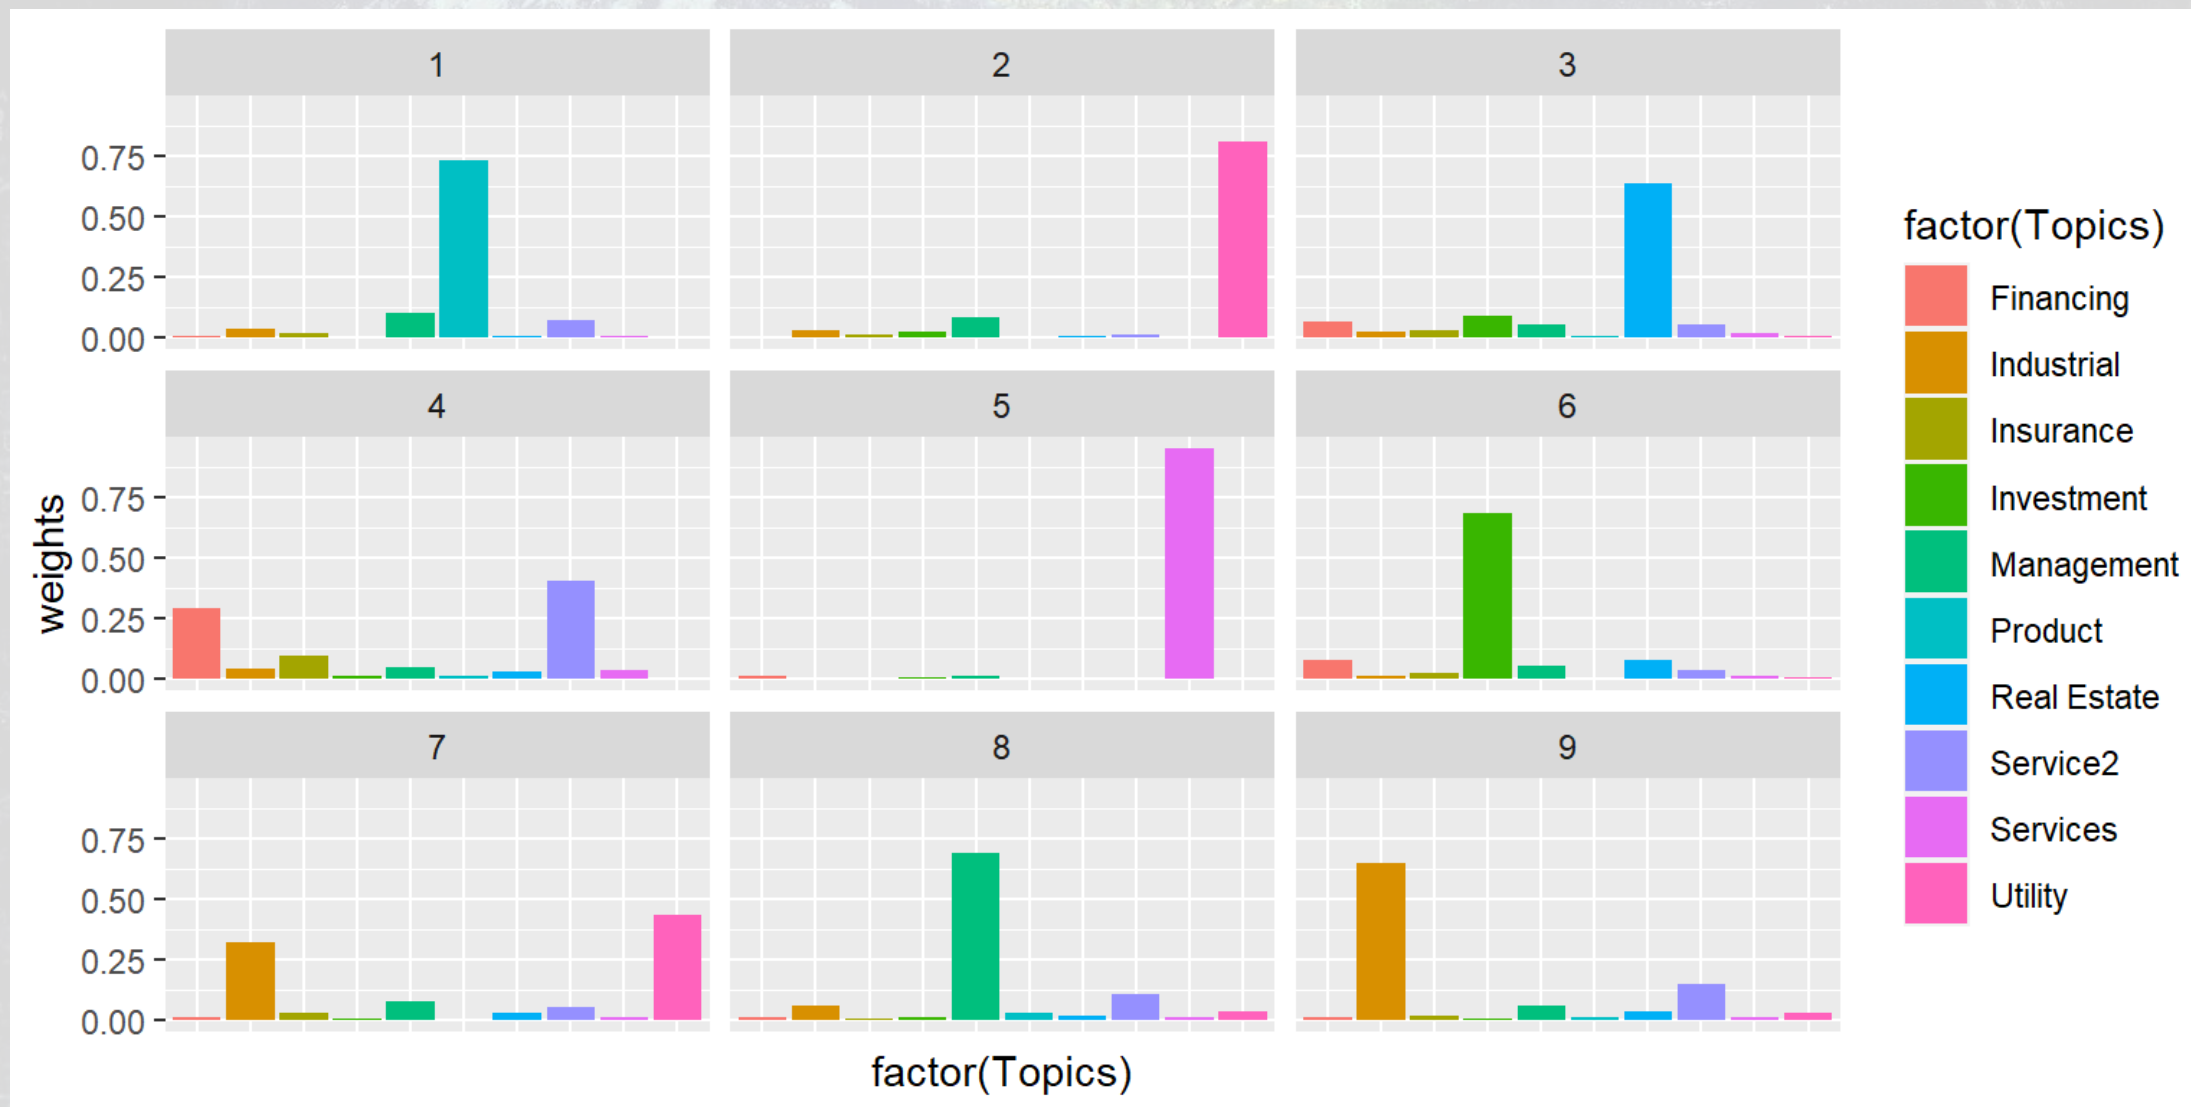 1
2
3
0.75
0.50
0.25
0.00
4
5
6
0.75
0.50
0.25
0.00
7
8
9
0.75
0.50
0.25
0.00
weights
factor(Topics)
factor(Topics)
Financing
Industrial
Insurance
Investment
Management
Product
Real Estate
Service2
Services
Utility